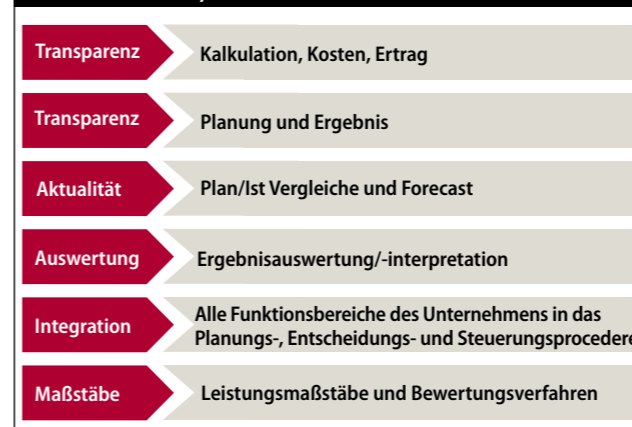 Transparenz Kalkulation, Kosten, Ertrag
Transparenz Planung und Ergebnis
Aktualität Plan/Ist Vergleiche und Forecast
Auswertung Ergebnisauswertung/-interpretation
Integration Alle Funktionsbereiche des Unternehmens in das
Planungs-, Entscheidungs- und Steuerungsprocedere
Maßstäbe Leistungsmaßstäbe und Bewertungsverfahren